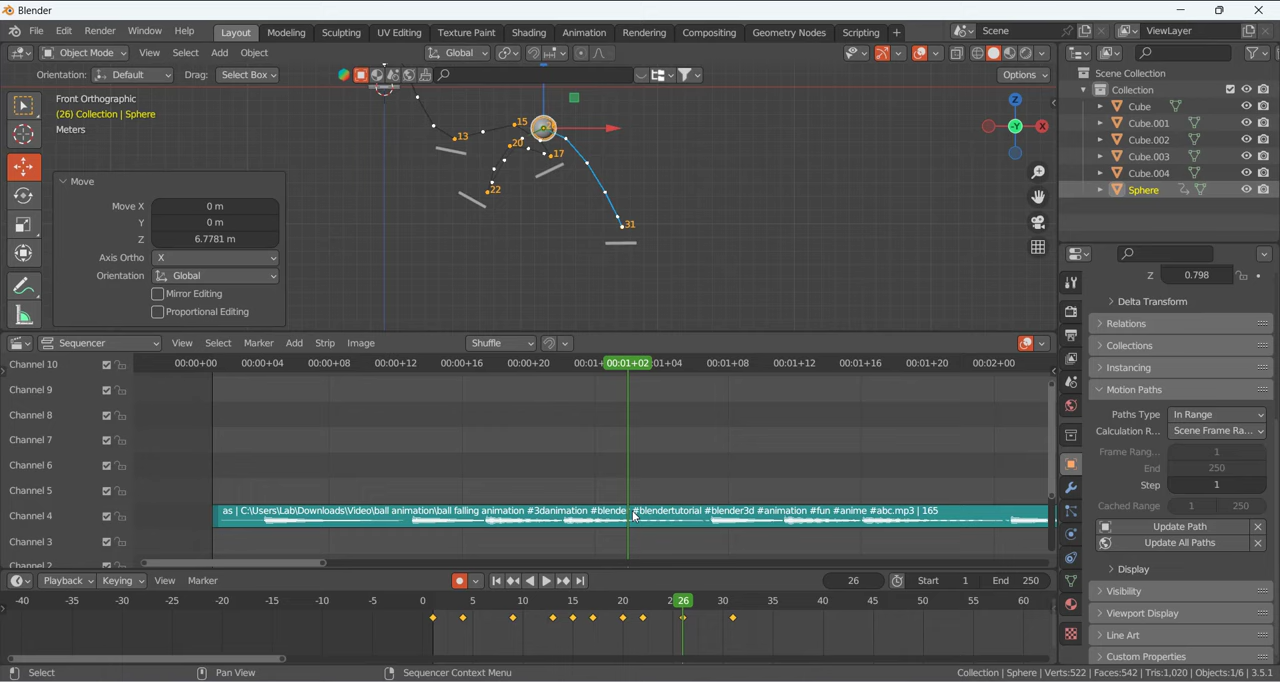 Blender
File Edit Render Window Help Layout Modeling Sculpting UV Editing Texture Paint Shading Animation Rendering Compositing Geometry Nodes Scripting + Scene ViewLayer
Object Mode View Select Add Object Global
Orientation: Default Drag: Select Box Options
Front Orthographic
(26) Collection | Sphere
Meters
13 15 20 17 22 31
X -Y Z
Move
Move X 0 m
Y 0 m
Z 6.7781 m
Axis Ortho X
Orientation Global
Mirror Editing
Proportional Editing
Scene Collection
Collection
Cube
Cube.001
Cube.002
Cube.003
Cube.004
Sphere
Z 0.798
Delta Transform
Relations
Collections
Instancing
Motion Paths
Paths Type In Range
Calculation R... Scene Frame Ra...
Frame Rang... 1
End 250
Step 1
Cached Range 1 250
Update Path
Update All Paths
Display
Visibility
Viewport Display
Line Art
Custom Properties
Sequencer View Select Marker Add Strip Image Shuffle
00:00+00 00:00+04 00:00+08 00:00+12 00:00+16 00:00+20 00:01+ 00:01+02 :01+04 00:01+08 00:01+12 00:01+16 00:01+20 00:02+00
Channel 10
Channel 9
Channel 8
Channel 7
Channel 6
Channel 5
Channel 4
Channel 3
Channel 2
as | C:\Users\Lab\Downloads\Video\ball animation\ball falling animation #3danimation #blender #blendertutorial #blender3d #animation #fun #anime #abc.mp3 | 165
Playback Keying View Marker 26 Start 1 End 250
-40 -35 -30 -25 -20 -15 -10 -5 0 5 10 15 20 26 30 35 40 45 50 55 60
Select Pan View Sequencer Context Menu Collection | Sphere | Verts:522 | Faces:542 | Tris:1,020 | Objects:1/6 | 3.5.1